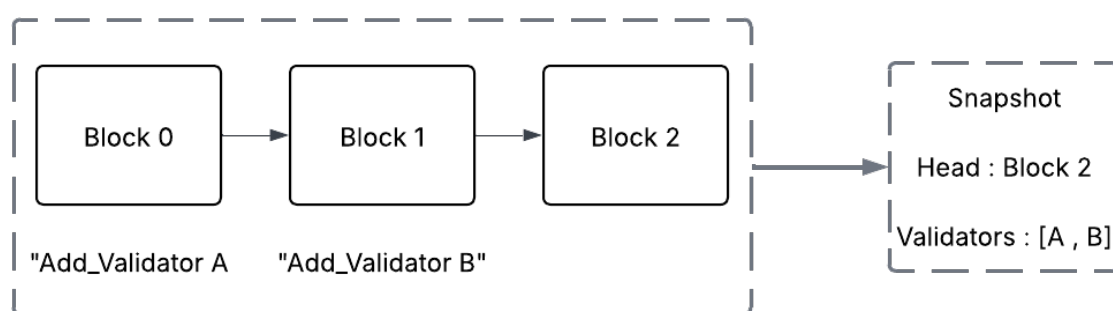 Block 0
Block 1
Block 2
"Add_Validator A
"Add_Validator B"
Snapshot
Head : Block 2
Validators : [A , B]